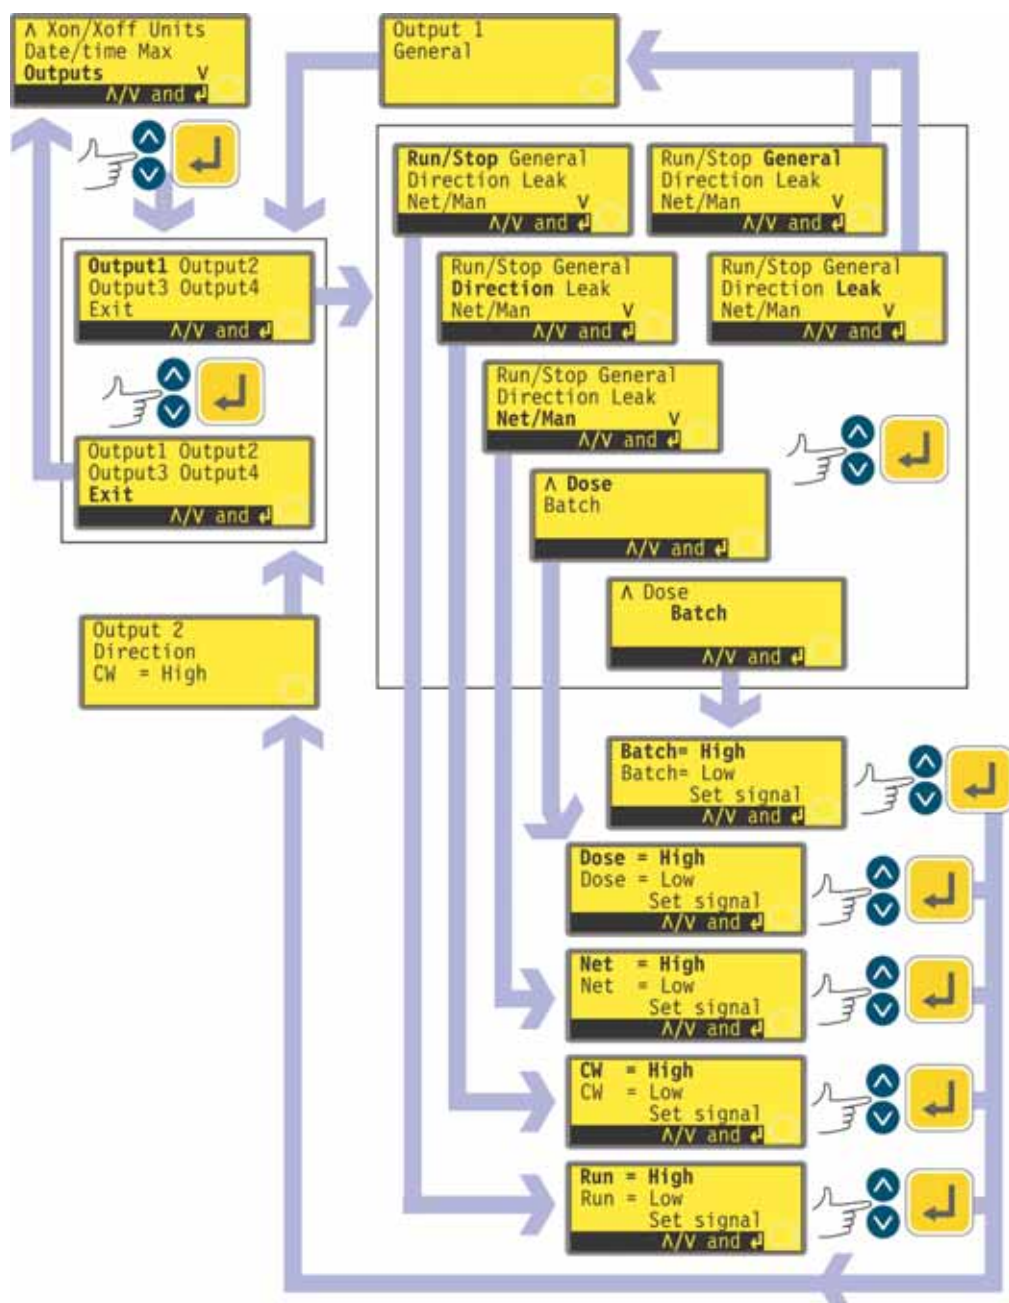 Λ Xon/Xoff Units
Date/time Max
Outputs V
Λ/V and ↵
Output 1
General
Run/Stop General
Direction Leak
Net/Man V
Λ/V and ↵
Run/Stop General
Direction Leak
Net/Man V
Λ/V and ↵
Output1 Output2
Output3 Output4
Exit
Λ/V and ↵
Run/Stop General
Direction Leak
Net/Man V
Λ/V and ↵
Run/Stop General
Direction Leak
Net/Man V
Λ/V and ↵
Run/Stop General
Direction Leak
Net/Man V
Λ/V and ↵
Output1 Output2
Output3 Output4
Exit
Λ/V and ↵
Λ Dose
Batch
Λ/V and ↵
Λ Dose
Batch
Λ/V and ↵
Output 2
Direction
CW = High
Batch= High
Batch= Low
Set signal
Λ/V and ↵
Dose = High
Dose = Low
Set signal
Λ/V and ↵
Net = High
Net = Low
Set signal
Λ/V and ↵
CW = High
CW = Low
Set signal
Λ/V and ↵
Run = High
Run = Low
Set signal
Λ/V and ↵